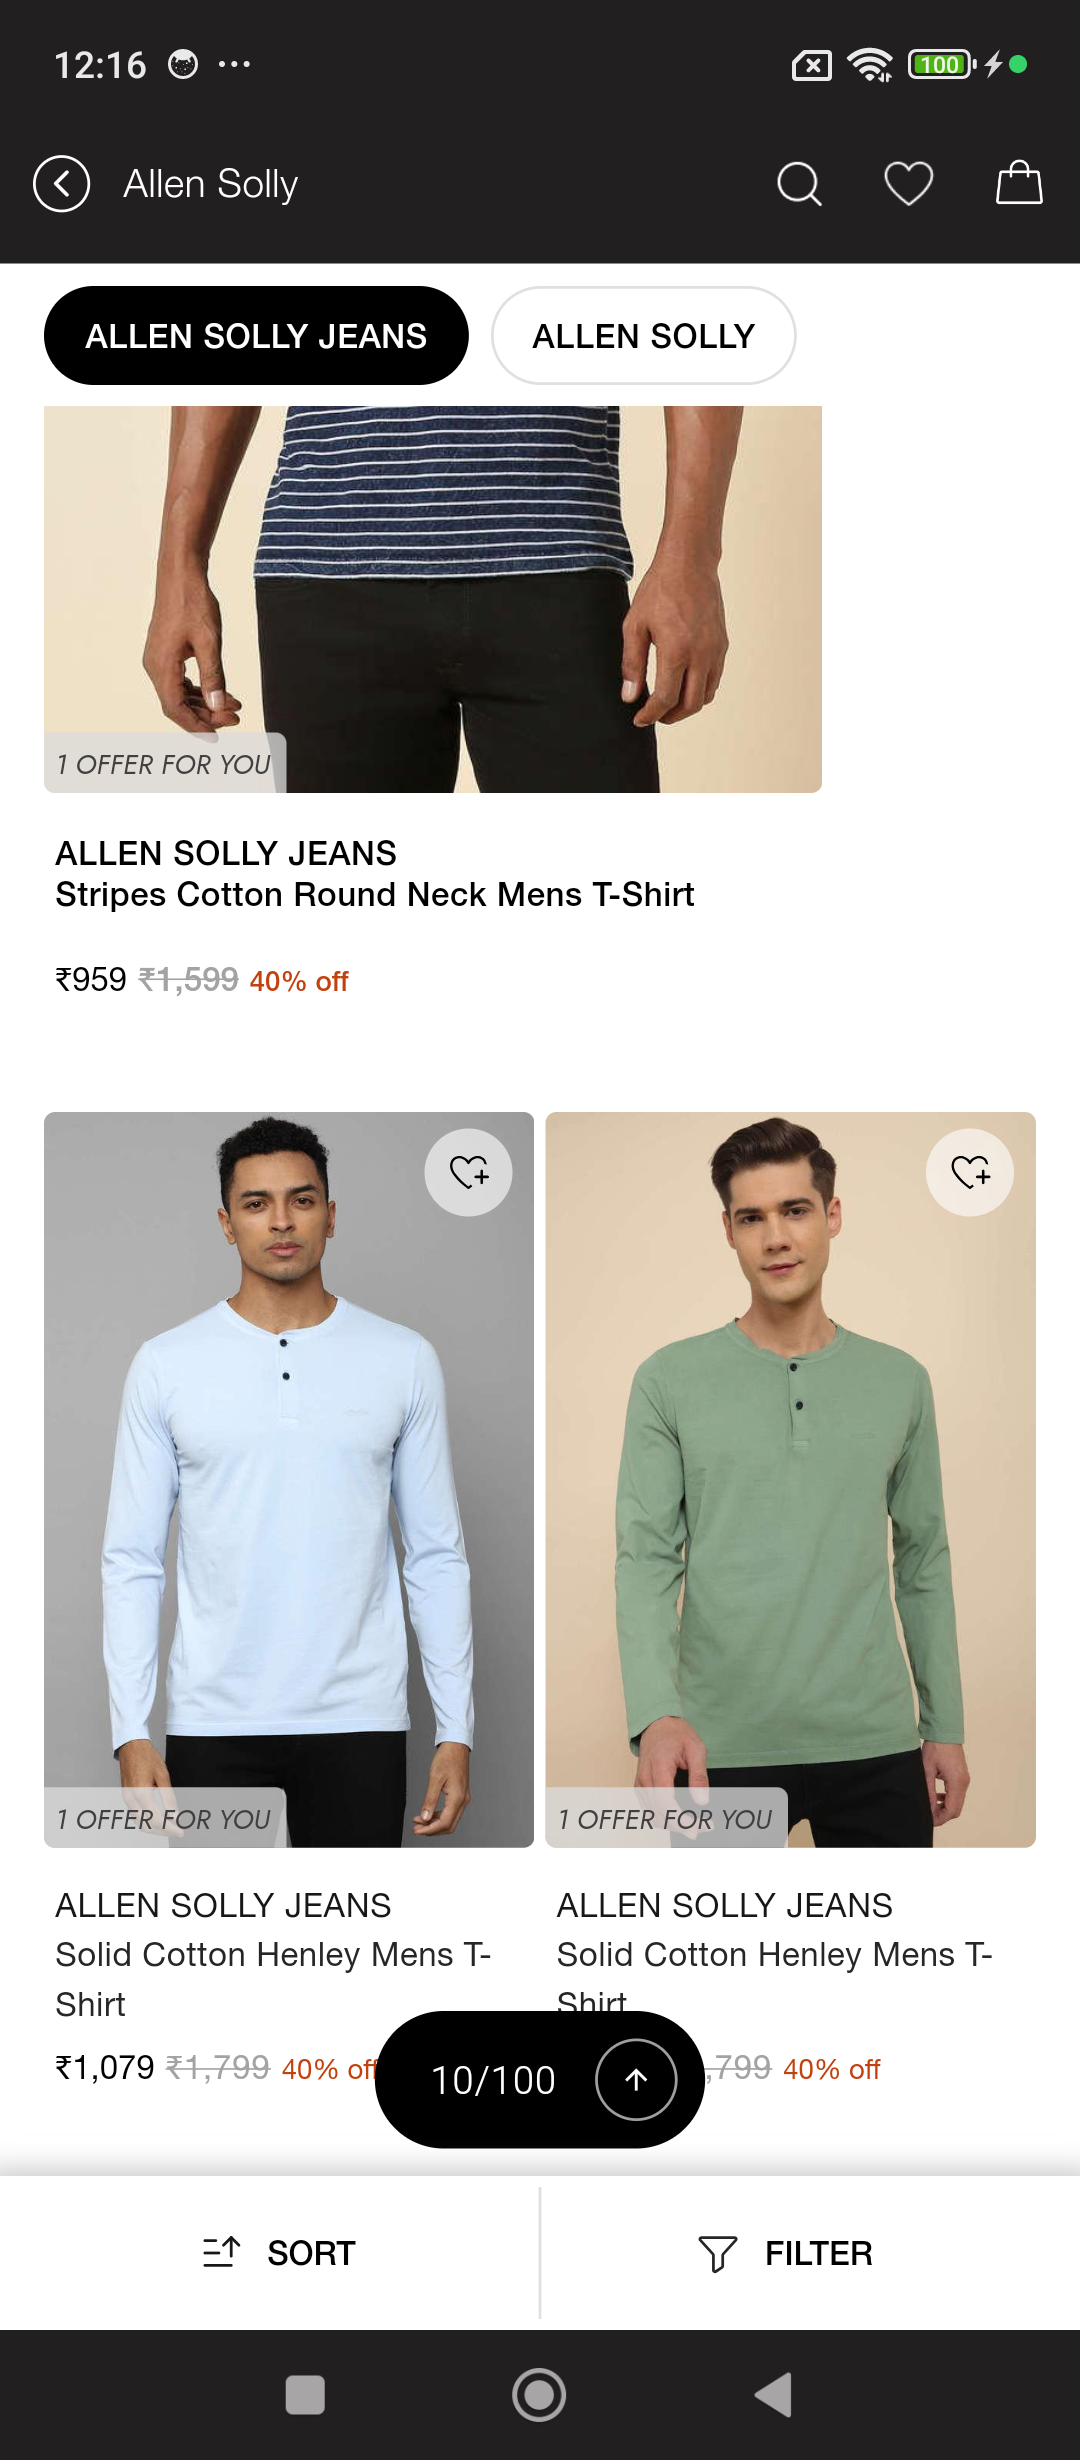 12:16
100
Allen Solly
ALLEN SOLLY JEANS
ALLEN SOLLY
1 OFFER FOR YOU
ALLEN SOLLY JEANS
Stripes Cotton Round Neck Mens T-Shirt
₹959 ₹1,599 40% off
1 OFFER FOR YOU
1 OFFER FOR YOU
ALLEN SOLLY JEANS
Solid Cotton Henley Mens T-
Shirt
₹1,079 ₹1,799 40% off
ALLEN SOLLY JEANS
Solid Cotton Henley Mens T-
Shirt
,799 40% off
10/100
SORT
FILTER